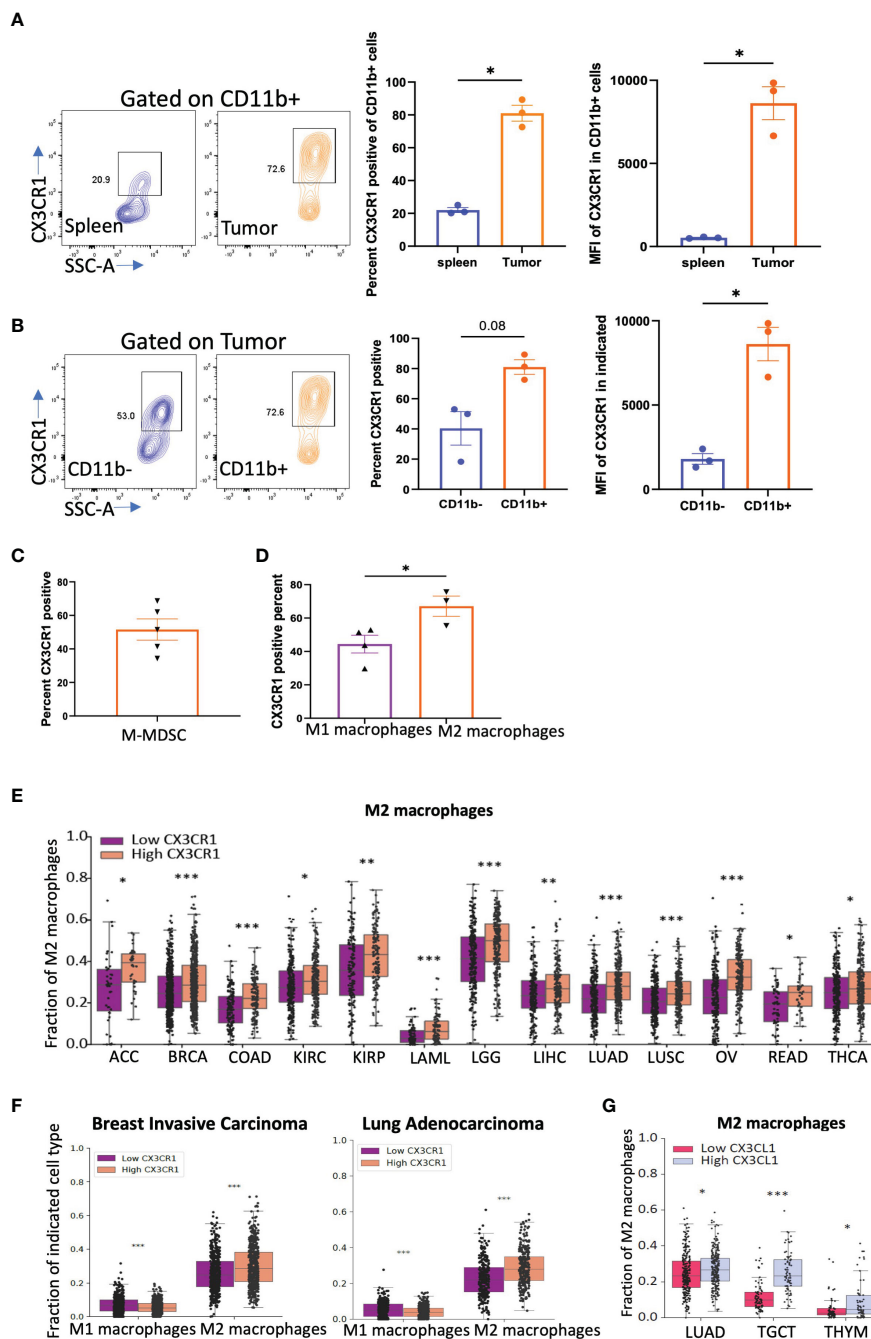 A
Gated on CD11b+
CX3CR1
20.9
Spleen
SSC-A
72.6
Tumor
Percent CX3CR1 positive of CD11b+ cells
100
80
60
40
20
0
*
spleen
Tumor
MFI of CX3CR1 in CD11b+ cells
10000
5000
0
*
spleen
Tumor
B
Gated on Tumor
CX3CR1
53.0
CD11b-
SSC-A
72.6
CD11b+
Percent CX3CR1 positive
100
80
60
40
20
0
0.08
CD11b-
CD11b+
MFI of CX3CR1 in indicated
10000
5000
0
*
CD11b-
CD11b+
C
Percent CX3CR1 positive
80
60
40
20
0
M-MDSC
D
CX3CR1 positive percent
80
60
40
20
0
*
M1 macrophages
M2 macrophages
E
M2 macrophages
Low CX3CR1
High CX3CR1
Fraction of M2 macrophages
1.0
0.8
0.6
0.4
0.2
0.0
* *** *** * ** *** *** ** *** *** *** * *
ACC BRCA COAD KIRC KIRP LAML LGG LIHC LUAD LUSC OV READ THCA
F
Breast Invasive Carcinoma
Fraction of indicated cell type
1.0
0.8
0.6
0.4
0.2
0.0
Low CX3CR1
High CX3CR1
*** ***
M1 macrophages M2 macrophages
Lung Adenocarcinoma
1.0
0.8
0.6
0.4
0.2
0.0
Low CX3CR1
High CX3CR1
*** ***
M1 macrophages M2 macrophages
G
M2 macrophages
Low CX3CL1
High CX3CL1
Fraction of M2 macrophages
1.0
0.8
0.6
0.4
0.2
0.0
* *** *
LUAD TGCT THYM